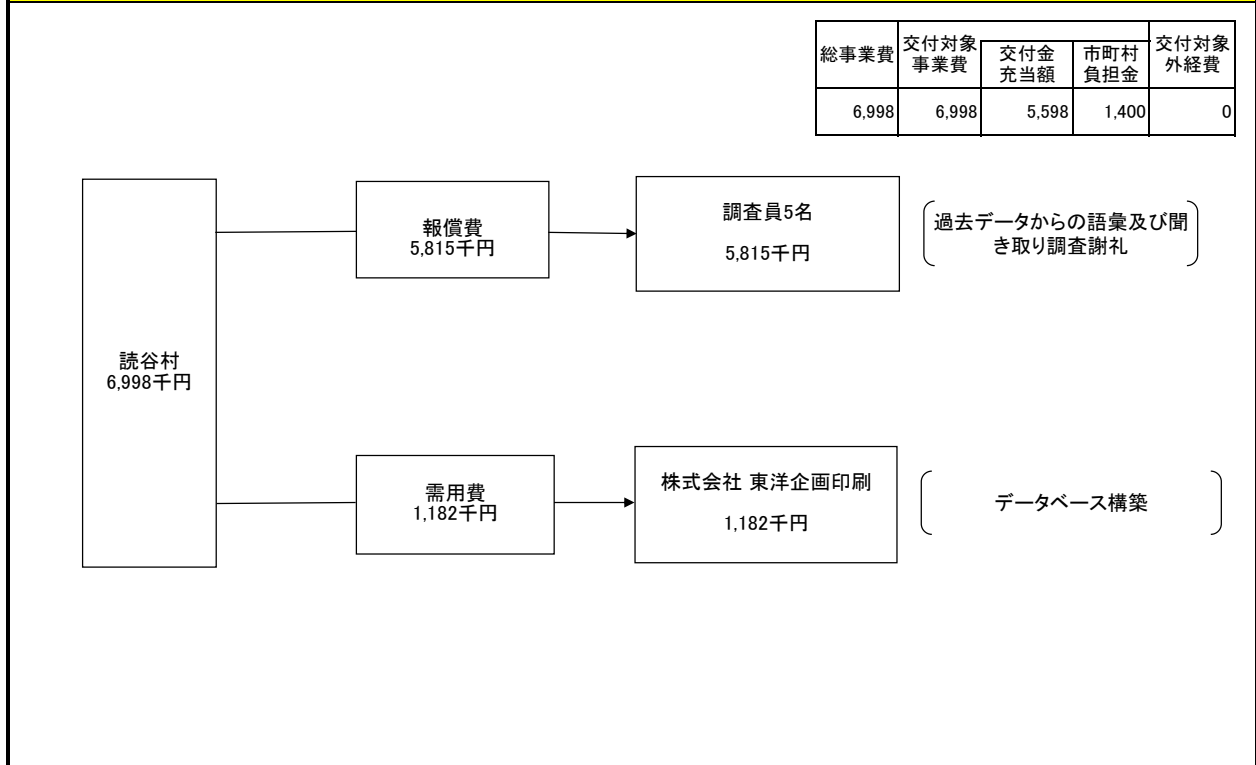 総事業費
交付対象
事業費
交付金
充当額
市町村
負担金
交付対象
外経費
6,998
6,998
5,598
1,400
0
読谷村
6,998千円
報償費
5,815千円
調査員5名
5,815千円
過去データからの語彙及び聞
き取り調査謝礼
需用費
1,182千円
株式会社 東洋企画印刷
1,182千円
データベース構築